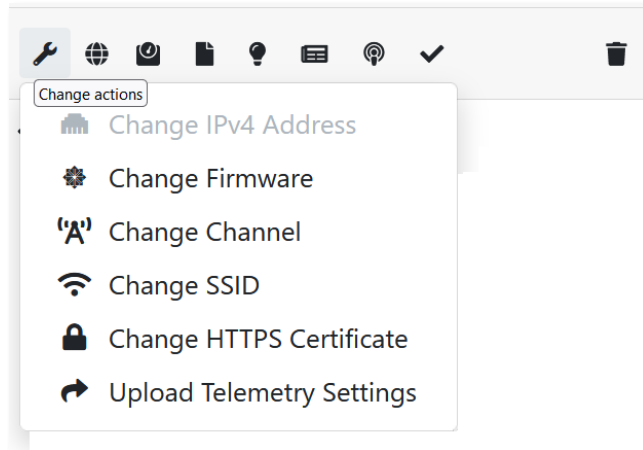 Change actions
Change IPv4 Address
Change Firmware
Change Channel
Change SSID
Change HTTPS Certificate
Upload Telemetry Settings